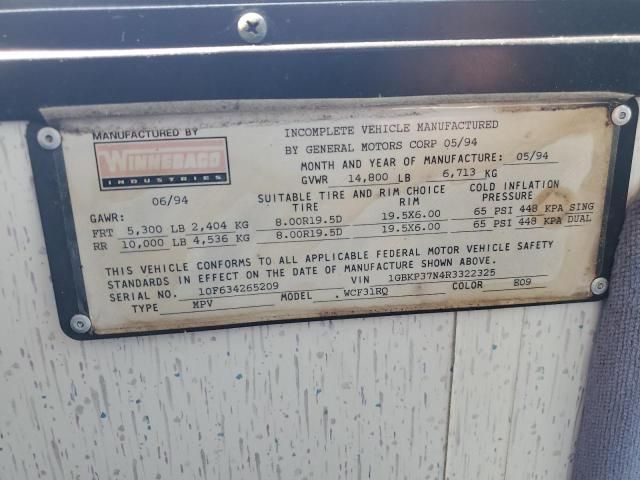 MANUFACTURED BY
WINNEBAGO
INDUSTRIES
06/94
INCOMPLETE VEHICLE MANUFACTURED
BY GENERAL MOTORS CORP 05/94
MONTH AND YEAR OF MANUFACTURE: 05/94
GVWR 14,800 LB 6,713 KG
GAWR:
SUITABLE TIRE AND RIM CHOICE
TIRE RIM
COLD INFLATION
PRESSURE
FRT 5,300 LB 2,404 KG 8.00R19.5D 19.5X6.00 65 PSI 448 KPA SING
RR 10,000 LB 4,536 KG 8.00R19.5D 19.5X6.00 65 PSI 448 KPA DUAL
THIS VEHICLE CONFORMS TO ALL APPLICABLE FEDERAL MOTOR VEHICLE SAFETY
STANDARDS IN EFFECT ON THE DATE OF MANUFACTURE SHOWN ABOVE.
SERIAL NO. 10F634265209 VIN 1GBKP37N4R3322325
TYPE MPV MODEL WCF31RQ COLOR E09